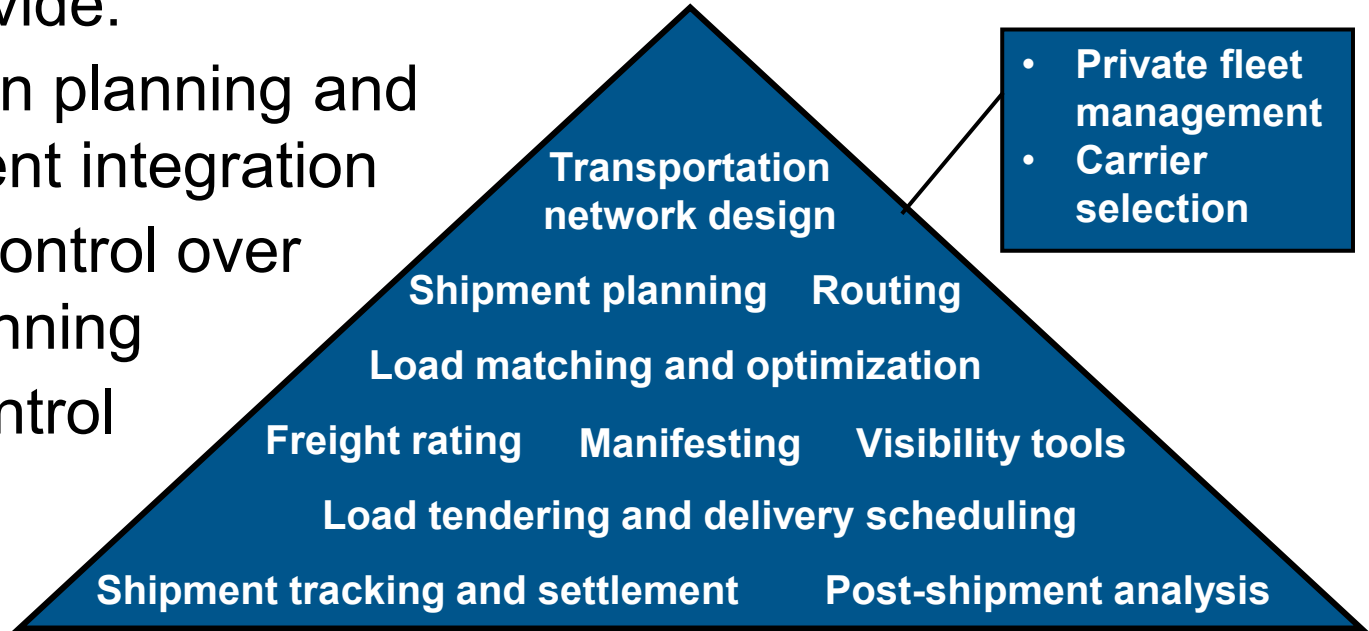 n planning and
ent integration
ontrol over
nning
ntrol
Transportation
network design
Shipment planning Routing
Load matching and optimization
Freight rating Manifesting Visibility tools
Load tendering and delivery scheduling
Shipment tracking and settlement Post-shipment analysis
• Private fleet
management
• Carrier
selection